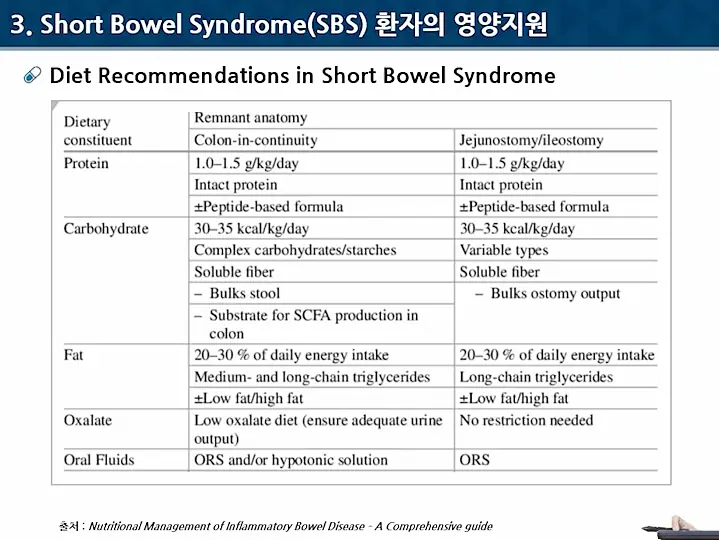 3. Short Bowel Syndrome(SBS) 환자의 영양지원
Diet Recommendations in Short Bowel Syndrome
Dietary constituent Remnant anatomy
Colon-in-continuity Jejunostomy/ileostomy
Protein 1.0–1.5 g/kg/day 1.0–1.5 g/kg/day
Intact protein Intact protein
±Peptide-based formula ±Peptide-based formula
Carbohydrate 30–35 kcal/kg/day 30–35 kcal/kg/day
Complex carbohydrates/starches Variable types
Soluble fiber Soluble fiber
– Bulks stool – Bulks ostomy output
– Substrate for SCFA production in
colon
Fat 20–30 % of daily energy intake 20–30 % of daily energy intake
Medium- and long-chain triglycerides Long-chain triglycerides
±Low fat/high fat ±Low fat/high fat
Oxalate Low oxalate diet (ensure adequate urine No restriction needed
output)
Oral Fluids ORS and/or hypotonic solution ORS
출처 : Nutritional Management of Inflammatory Bowel Disease - A Comprehensive guide